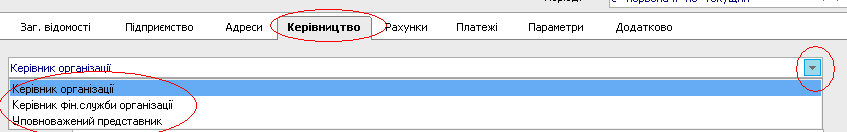 Заг. відомості Підприємство Адреси Керівництво Рахунки Платежі Параметри Додатково
Керівник організації
Керівник організації
Керівник фін.служби організації
Уповноважений представник